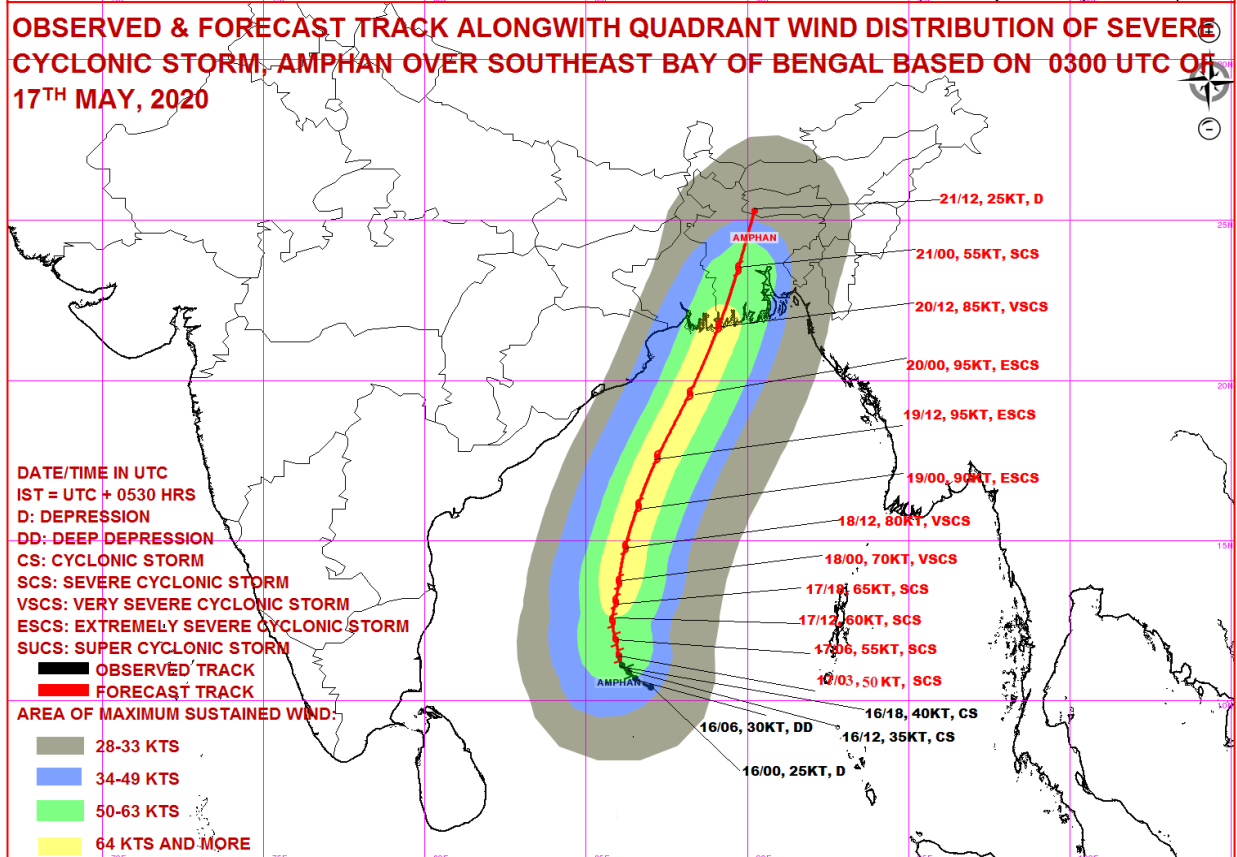 OBSERVED & FORECAST TRACK ALONGWITH QUADRANT WIND DISTRIBUTION OF SEVERE
CYCLONIC STORM, AMPHAN OVER SOUTHEAST BAY OF BENGAL BASED ON 0300 UTC OF
17TH MAY, 2020
30N
21/12, 25KT, D
25N
AMPHAN
21/00, 55KT, SCS
20/12, 85KT, VSCS
20/00, 95KT, ESCS
20N
19/12, 95KT, ESCS
19/00, 90KT, ESCS
18/12, 80KT, VSCS
15N
18/00, 70KT, VSCS
17/18, 65KT, SCS
17/12, 60KT, SCS
17/06, 55KT, SCS
17/03, 50 KT, SCS
AMPHAN
10N
16/18, 40KT, CS
16/06, 30KT, DD
16/12, 35KT, CS
16/00, 25KT, D
DATE/TIME IN UTC
IST = UTC + 0530 HRS
D: DEPRESSION
DD: DEEP DEPRESSION
CS: CYCLONIC STORM
SCS: SEVERE CYCLONIC STORM
VSCS: VERY SEVERE CYCLONIC STORM
ESCS: EXTREMELY SEVERE CYCLONIC STORM
SUCS: SUPER CYCLONIC STORM
OBSERVED TRACK
FORECAST TRACK
AREA OF MAXIMUM SUSTAINED WIND:
28-33 KTS
34-49 KTS
50-63 KTS
64 KTS AND MORE